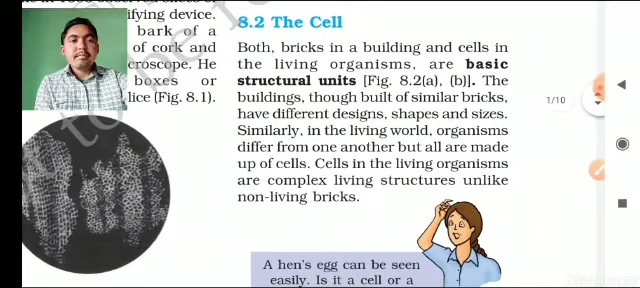 ifying device.
bark of a
of cork and
croscope. He
boxes or
lice (Fig. 8.1).
8.2 The Cell
Both, bricks in a building and cells in
the living organisms, are basic
structural units [Fig. 8.2(a), (b)]. The
buildings, though built of similar bricks,
have different designs, shapes and sizes.
Similarly, in the living world, organisms
differ from one another but all are made
up of cells. Cells in the living organisms
are complex living structures unlike
non-living bricks.
A hen's egg can be seen
easily. Is it a cell or a
1/10